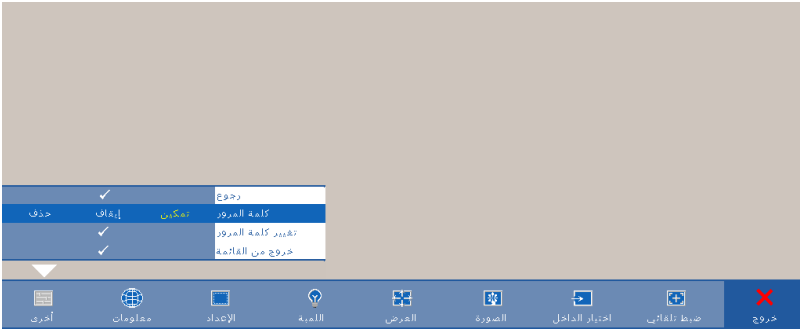 رجوع
كلمة المرور تمكين إيقاف حذف
تغيير كلمة المرور
خروج من القائمة
خروج ضبط تلقائي اختيار الداخل الصورة العرض اللمبة الإعداد معلومات أخرى